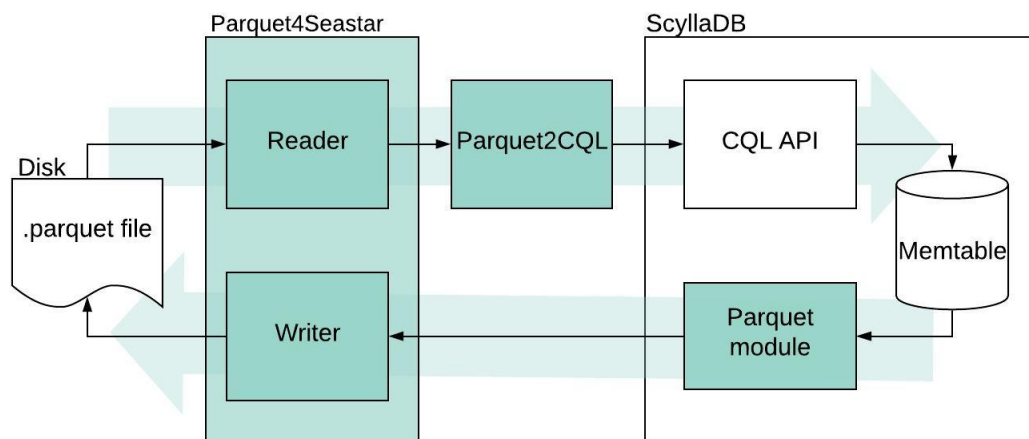 Parquet4Seastar
ScyllaDB
Reader
Parquet2CQL
CQL API
Disk
.parquet file
Memtable
Writer
Parquet
module